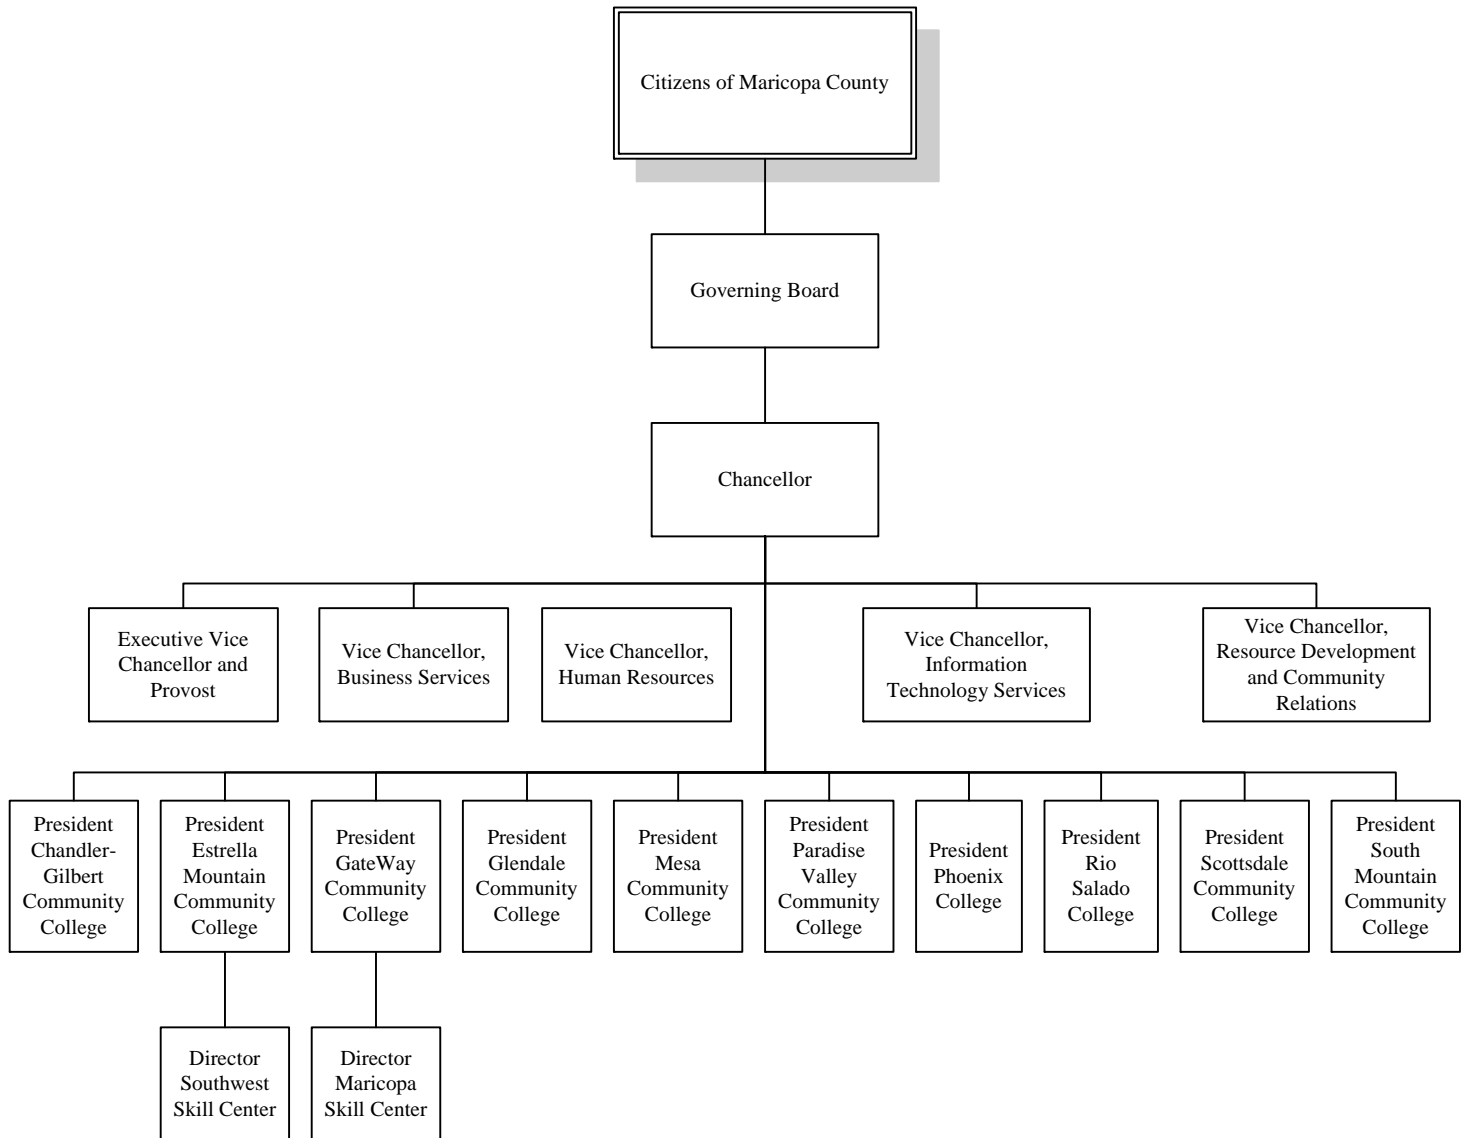 Citizens of Maricopa County
Governing Board
Chancellor
Executive Vice
Chancellor and
Provost
Vice Chancellor,
Business Services
Vice Chancellor,
Human Resources
Vice Chancellor,
Information
Technology Services
Vice Chancellor,
Resource Development
and Community
Relations
President
Chandler-
Gilbert
Community
College
President
Estrella
Mountain
Community
College
President
GateWay
Community
College
President
Glendale
Community
College
President
Mesa
Community
College
President
Paradise
Valley
Community
College
President
Phoenix
College
President
Rio
Salado
College
President
Scottsdale
Community
College
President
South
Mountain
Community
College
Director
Southwest
Skill Center
Director
Maricopa
Skill Center